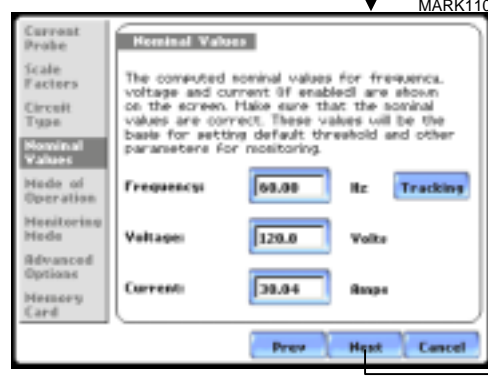 MARK110
Current
Probe
Scale
Factors
Circuit
Type
Nominal
Values
Mode of
Operation
Monitoring
Mode
Advanced
Options
Memory
Card
Nominal Values
The computed nominal values for frequency,
voltage and current (if enabled) are shown
on the screen. Make sure that the nominal
values are correct. These values will be the
basis for setting default threshold and other
parameters for monitoring.
Frequency: 60.00 Hz Tracking
Voltage: 120.0 Volts
Current: 30.04 Amps
Prev Next Cancel